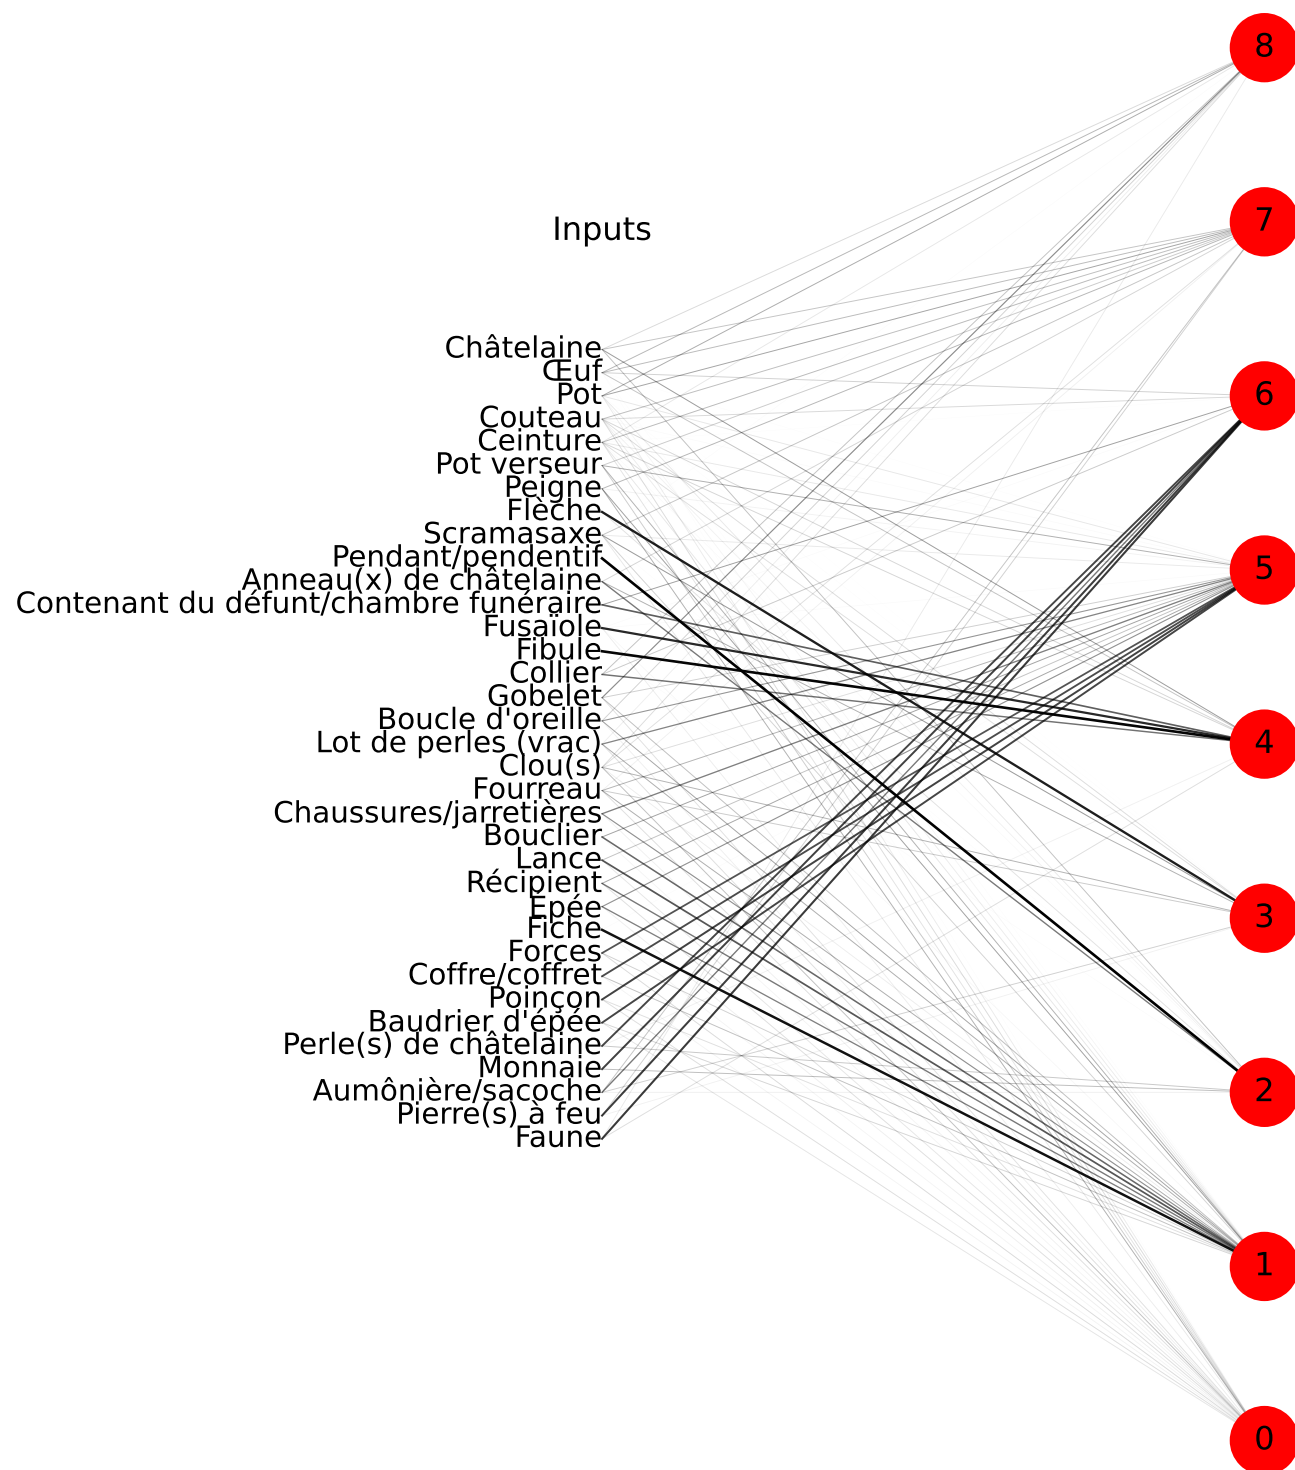 8
7
Inputs
Châtelaine
Œuf
Pot
6
Couteau
Ceinture
Pot verseur
Peigne
Flèche
Scramasaxe
Pendant/pendentif
5
Anneau(x) de châtelaine
Contenant du défunt/chambre funéraire
Fusaïole
Fibule
Collier
Gobelet
Boucle d'oreille
Lot de perles (vrac)
4
Clou(s)
Fourreau
Chaussures/jarretières
Bouclier
Lance
Récipient
Epée
3
Fiche
Forces
Coffre/coffret
Poinçon
Baudrier d'épée
Perle(s) de châtelaine
Monnaie
Aumônière/sacoche
2
Pierre(s) à feu
Faune
1
0